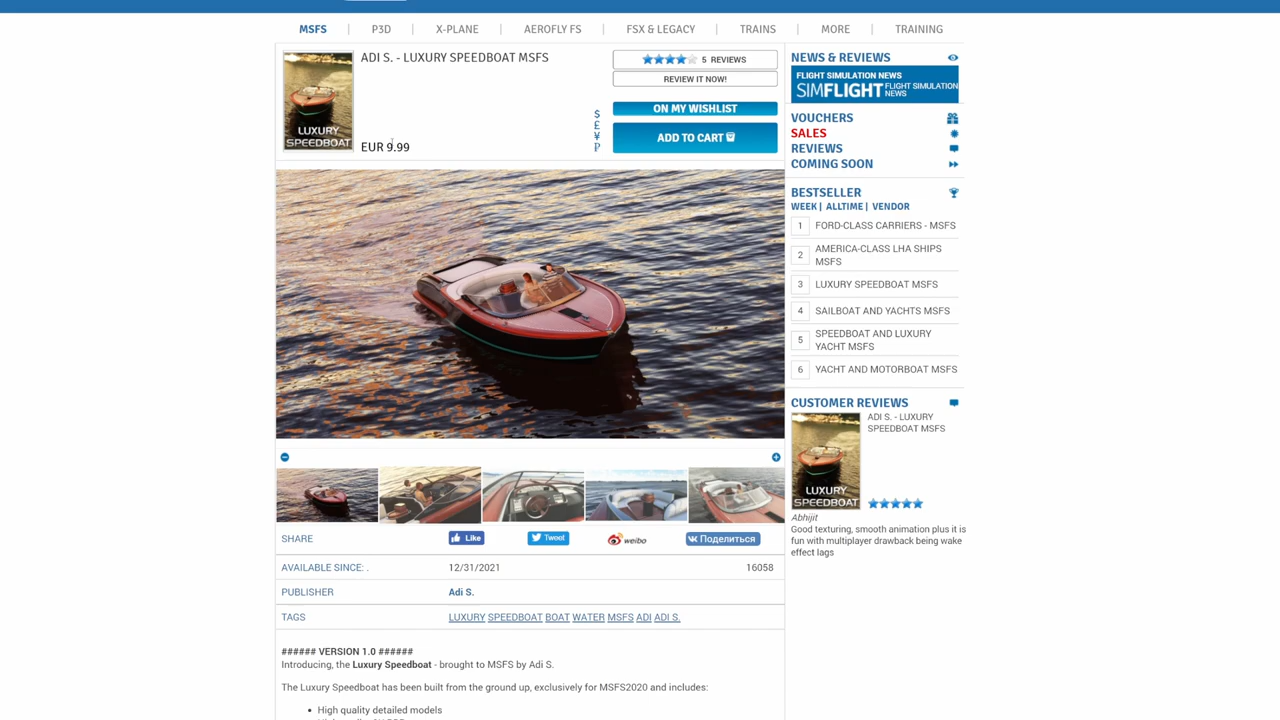 MSFS | P3D | X-PLANE | AEROFLY FS | FSX & LEGACY | TRAINS | MORE | TRAINING
ADI S. - LUXURY SPEEDBOAT MSFS
LUXURY
SPEEDBOAT
EUR 9.99
$
£
¥
₽
5 REVIEWS
REVIEW IT NOW!
ON MY WISHLIST
ADD TO CART
SHARE
Like
Tweet
weibo
Поделиться
AVAILABLE SINCE: . 12/31/2021 16058
PUBLISHER Adi S.
TAGS LUXURY SPEEDBOAT BOAT WATER MSFS ADI ADI S.
###### VERSION 1.0 ######
Introducing, the Luxury Speedboat - brought to MSFS by Adi S.
The Luxury Speedboat has been built from the ground up, exclusively for MSFS2020 and includes:
• High quality detailed models
NEWS & REVIEWS
FLIGHT SIMULATION NEWS
SIMFLIGHT FLIGHT SIMULATION
NEWS
VOUCHERS
SALES
REVIEWS
COMING SOON
BESTSELLER
WEEK | ALLTIME | VENDOR
1 FORD-CLASS CARRIERS - MSFS
2 AMERICA-CLASS LHA SHIPS
MSFS
3 LUXURY SPEEDBOAT MSFS
4 SAILBOAT AND YACHTS MSFS
5 SPEEDBOAT AND LUXURY
YACHT MSFS
6 YACHT AND MOTORBOAT MSFS
CUSTOMER REVIEWS
LUXURY
SPEEDBOAT
ADI S. - LUXURY
SPEEDBOAT MSFS
Abhijit
Good texturing, smooth animation plus it is
fun with multiplayer drawback being wake
effect lags